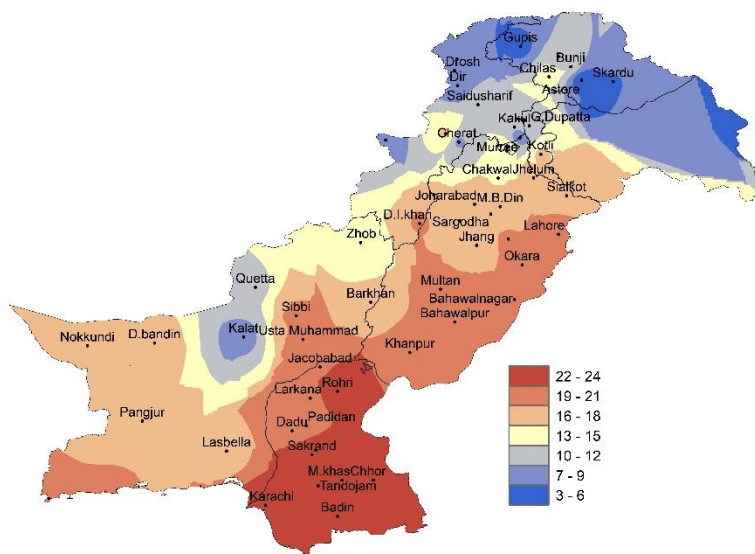 Gupis
Drosh
Bunji
Dir
Chilas
Skardu
Astore
Saidusharif
Kakul
G.Dupatta
Cherat
Murree
Kotli
Chakwal
Jhelum
Joharabad
M.B.Din
Sialkot
D.I.khan
Sargodha
Lahore
Zhob
Jhang
Okara
Quetta
Multan
Barkhan
Bahawalnagar
Sibbi
Bahawalpur
Nokkundi
D.bandin
Kalat
Usta Muhammad
Khanpur
Jacobabad
Rohri
Larkana
Pangjur
Dadu
Padidan
Lasbella
Sakrand
M.khas
Chhor
Tandojam
Karachi
Badin
22 - 24
19 - 21
16 - 18
13 - 15
10 - 12
7 - 9
3 - 6